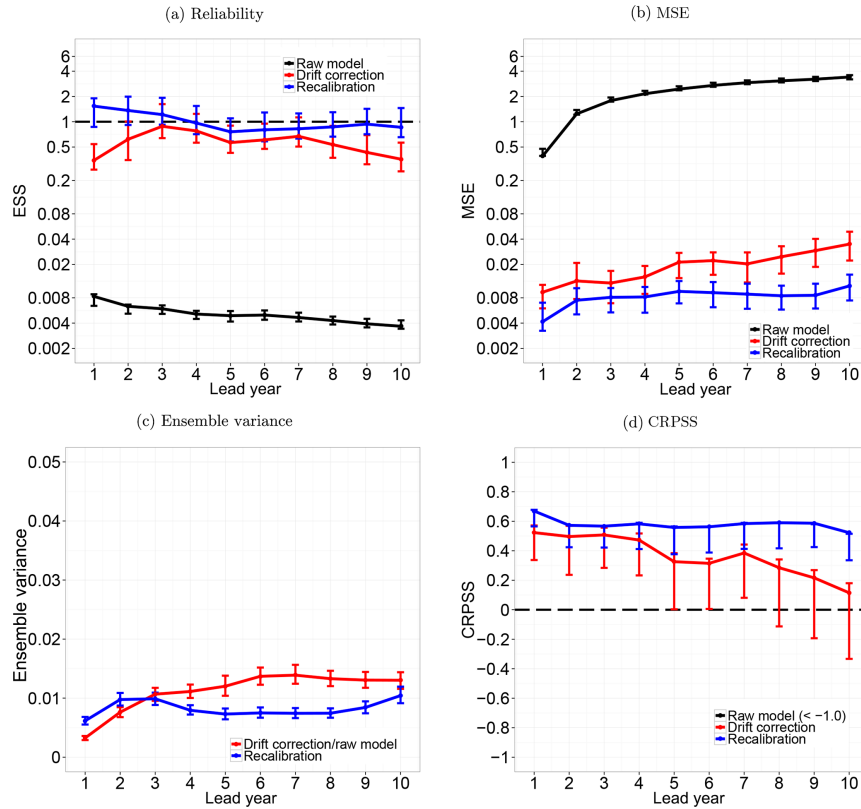 (a) Reliability
6
4
2
1
0.5
0.2
0.08
0.04
0.02
0.008
0.004
0.002
ESS
Raw model
Drift correction
Recalibration
1 2 3 4 5 6 7 8 9 10
Lead year
(b) MSE
6
4
2
1
0.5
0.2
0.08
0.04
0.02
0.008
0.004
0.002
MSE
Raw model
Drift correction
Recalibration
1 2 3 4 5 6 7 8 9 10
Lead year
(c) Ensemble variance
0.05
0.04
0.03
0.02
0.01
0
Ensemble variance
Drift correction/raw model
Recalibration
1 2 3 4 5 6 7 8 9 10
Lead year
(d) CRPSS
1
0.8
0.6
0.4
0.2
0
−0.2
−0.4
−0.6
−0.8
−1
CRPSS
Raw model (< −1.0)
Drift correction
Recalibration
1 2 3 4 5 6 7 8 9 10
Lead year